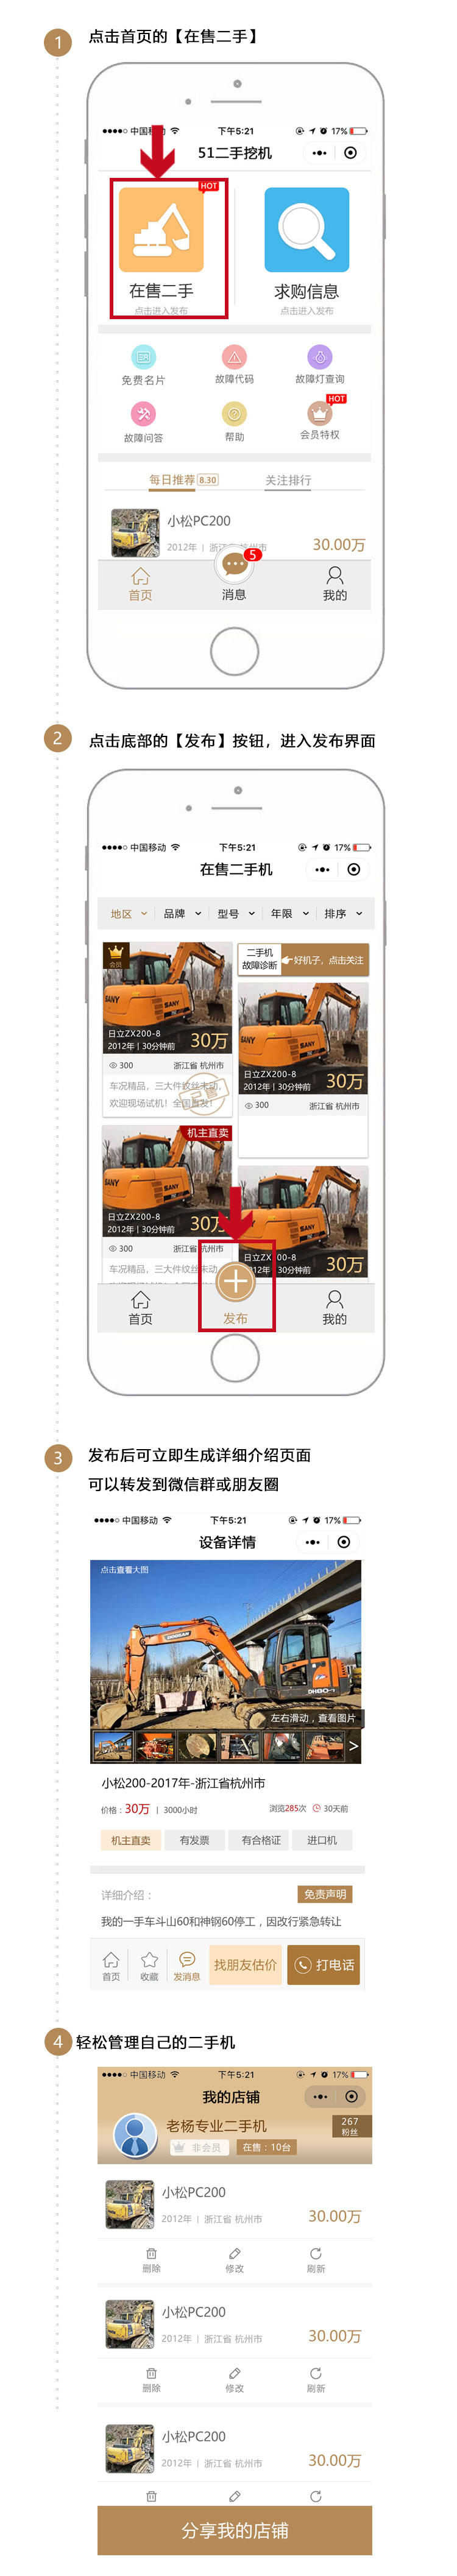 1 点击首页的【在售二手】
中国移动 下午5:21 17%
51二手挖机
HOT
在售二手 求购信息
点击进入发布 点击进入发布
免费名片 故障代码 故障灯查询
HOT
故障问答 帮助 会员特权
每日推荐 8.30 关注排行
小松PC200
2012年 | 浙江省 杭州市 30.00万
5
首页 消息 我的
2 点击底部的【发布】按钮，进入发布界面
中国移动 下午5:21 17%
在售二手机
地区 品牌 型号 年限 排序
会员
二手机
故障诊断 好机子，点击关注
SANY SANY
日立ZX200-8
2012年 | 30分钟前 30万
300 浙江省 杭州市
车况精品，三大件纹丝未动，
欢迎现场试机！全国直发！
日立ZX200-8
2012年 | 30分钟前 30万
300 浙江省 杭州市
机主直卖
SANY
日立ZX200-8
2012年 | 30分钟前 30万
300 浙江省 杭州市
车况精品，三大件纹丝未动，
日立ZX200-8
2012年 | 30分钟前 30万
首页 发布 我的
3 发布后可立即生成详细介绍页面
可以转发到微信群或朋友圈
中国移动 下午5:21 17%
设备详情
点击查看大图
DOOSAN
DH80-7
左右滑动，查看图片
小松200-2017年-浙江省杭州市
价格：30万 | 3000小时 浏览285次 30天前
机主直卖 有发票 有合格证 进口机
详细介绍： 免责声明
我的一手车斗山60和神钢60停工，因改行紧急转让
首页 收藏 发消息 找朋友估价 打电话
4 轻松管理自己的二手机
中国移动 下午5:21 17%
我的店铺
老杨专业二手机
267
粉丝
非会员 在售：10台
小松PC200
2012年 | 浙江省 杭州市 30.00万
删除 修改 刷新
小松PC200
2012年 | 浙江省 杭州市 30.00万
删除 修改 刷新
小松PC200
2012年 | 浙江省 杭州市 30.00万
分享我的店铺